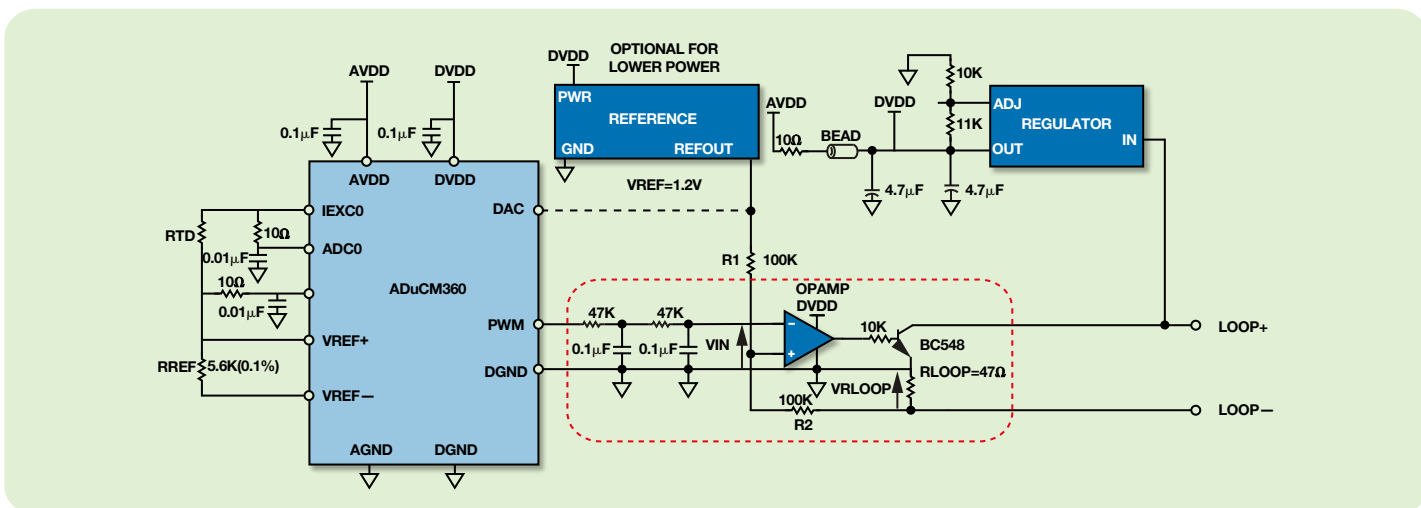 OPTIONAL FOR
LOWER POWER
DVDD
AVDD
DVDD
PWR
REFERENCE
GND
REFOUT
0.1μF
0.1μF
AVDD
DVDD
10K
ADJ
11K
REGULATOR
10Ω
BEAD
OUT
IN
4.7μF
4.7μF
AVDD
DVDD
VREF=1.2V
IEXC0
DAC
RTD
10Ω
ADC0
0.01μF
R1
100K
10Ω
ADuCM360
0.01μF
OPAMP
DVDD
PWM
47K
47K
10K
LOOP+
VREF+
0.1μF
0.1μF
VIN
−
+
BC548
RREF
5.6K(0.1%)
DGND
RLOOP=47Ω
VRLOOP
VREF—
100K
R2
LOOP—
AGND
DGND